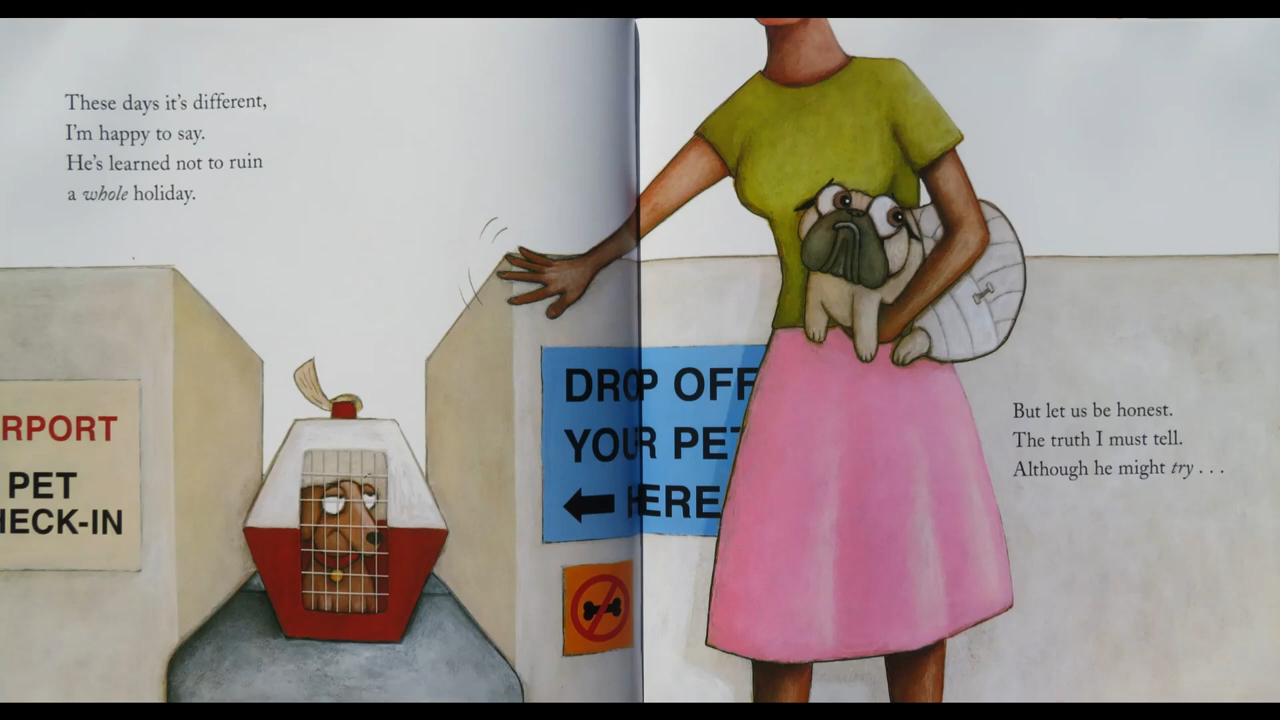 These days it's different,
I'm happy to say.
He's learned not to ruin
a whole holiday.
RPORT
PET
HECK-IN
DROP OFF
YOUR PET
HERE
But let us be honest.
The truth I must tell.
Although he might try . . .